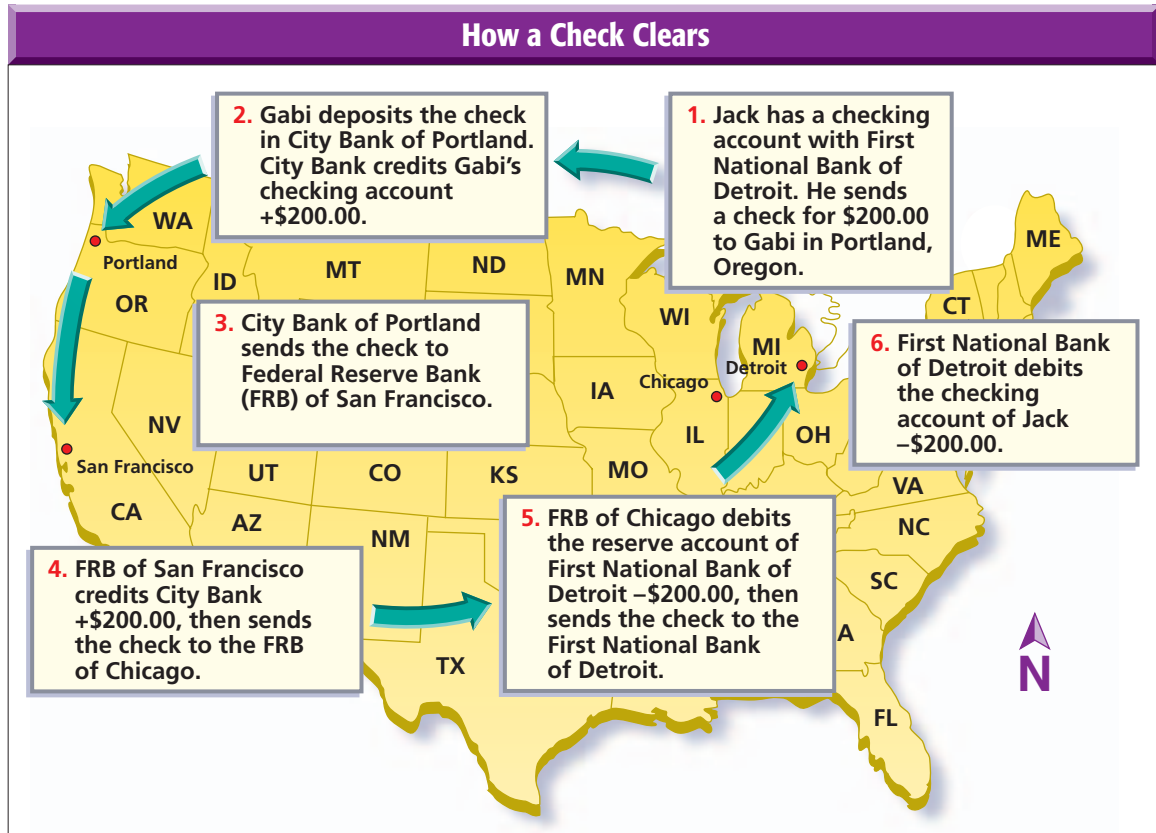 How a Check Clears
1. Jack has a checking
account with First
National Bank of
Detroit. He sends
a check for $200.00
to Gabi in Portland,
Oregon.
2. Gabi deposits the check
in City Bank of Portland.
City Bank credits Gabi's
checking account
+$200.00.
3. City Bank of Portland
sends the check to
Federal Reserve Bank
(FRB) of San Francisco.
4. FRB of San Francisco
credits City Bank
+$200.00, then sends
the check to the FRB
of Chicago.
5. FRB of Chicago debits
the reserve account of
First National Bank of
Detroit –$200.00, then
sends the check to the
First National Bank
of Detroit.
6. First National Bank
of Detroit debits
the checking
account of Jack
–$200.00.
WA
Portland
OR
ID
MT
ND
MN
WI
MI
Detroit
Chicago
ME
CT
IA
NV
San Francisco
CA
UT
CO
KS
MO
IL
OH
VA
NC
SC
AZ
NM
TX
A
FL
N